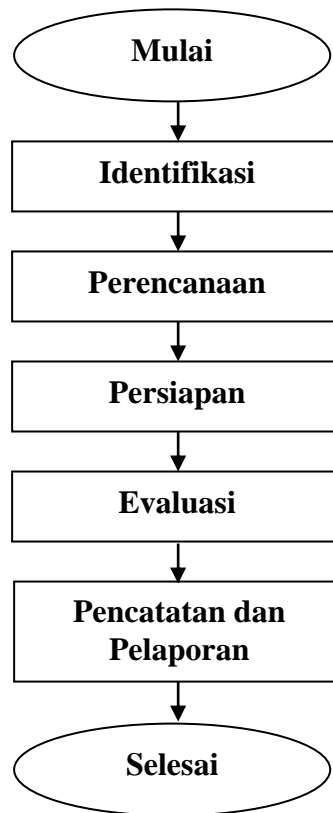 Mulai
Identifikasi
Perencanaan
Persiapan
Evaluasi
Pencatatan dan
Pelaporan
Selesai